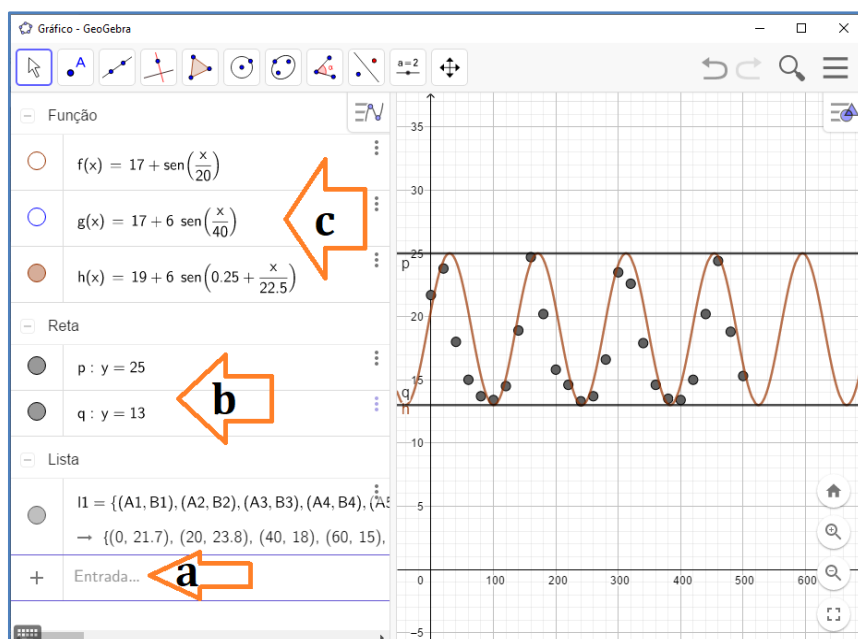 Gráfico - GeoGebra
A
a=2
Função
f(x) = 17 + sen(x/20)
g(x) = 17 + 6 sen(x/40)
c
h(x) = 19 + 6 sen(0.25 + x/22.5)
Reta
p : y = 25
b
q : y = 13
Lista
l1 = {(A1, B1), (A2, B2), (A3, B3), (A4, B4), (A5
→ {(0, 21.7), (20, 23.8), (40, 18), (60, 15),
+ Entrada...
a
35
30
25
p
20
15
q
h
10
5
0
100
200
300
400
500
600
−5